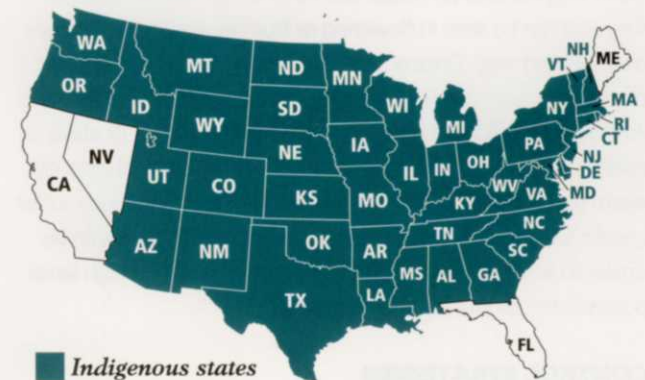 WA
MT
ND
MN
VT
NH
ME
OR
ID
WY
SD
WI
MI
NY
MA
RI
CT
NV
CA
UT
CO
NE
IA
IL
IN
OH
PA
NJ
DE
MD
KS
MO
KY
WV
VA
AZ
NM
OK
AR
TN
NC
SC
TX
LA
MS
AL
GA
FL
Indigenous states